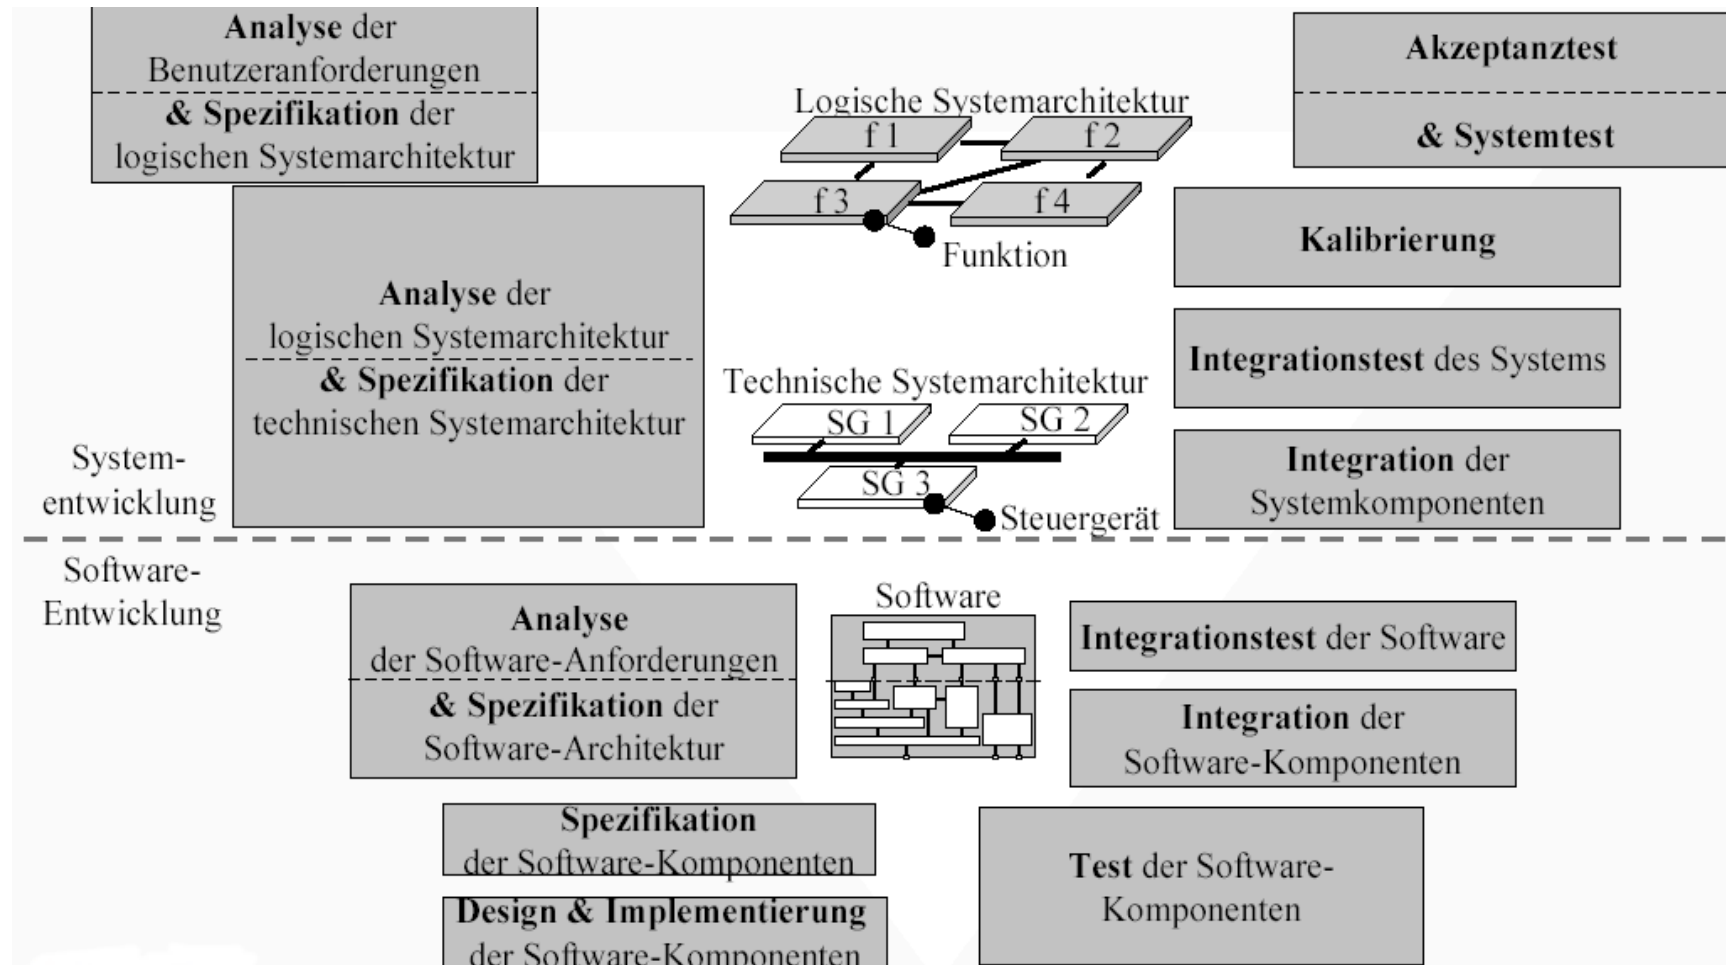 Analyse der
Benutzeranforderungen
& Spezifikation der
logischen Systemarchitektur
Akzeptanztest
& Systemtest
Logische Systemarchitektur
f 1
f 2
f 3
f 4
Funktion
Kalibrierung
Analyse der
logischen Systemarchitektur
& Spezifikation der
technischen Systemarchitektur
Integrationstest des Systems
Technische Systemarchitektur
SG 1
SG 2
SG 3
Steuergerät
Integration der
Systemkomponenten
System-
entwicklung
Software-
Entwicklung
Analyse
der Software-Anforderungen
& Spezifikation der
Software-Architektur
Software
Integrationstest der Software
Integration der
Software-Komponenten
Spezifikation
der Software-Komponenten
Test der Software-
Komponenten
Design & Implementierung
der Software-Komponenten